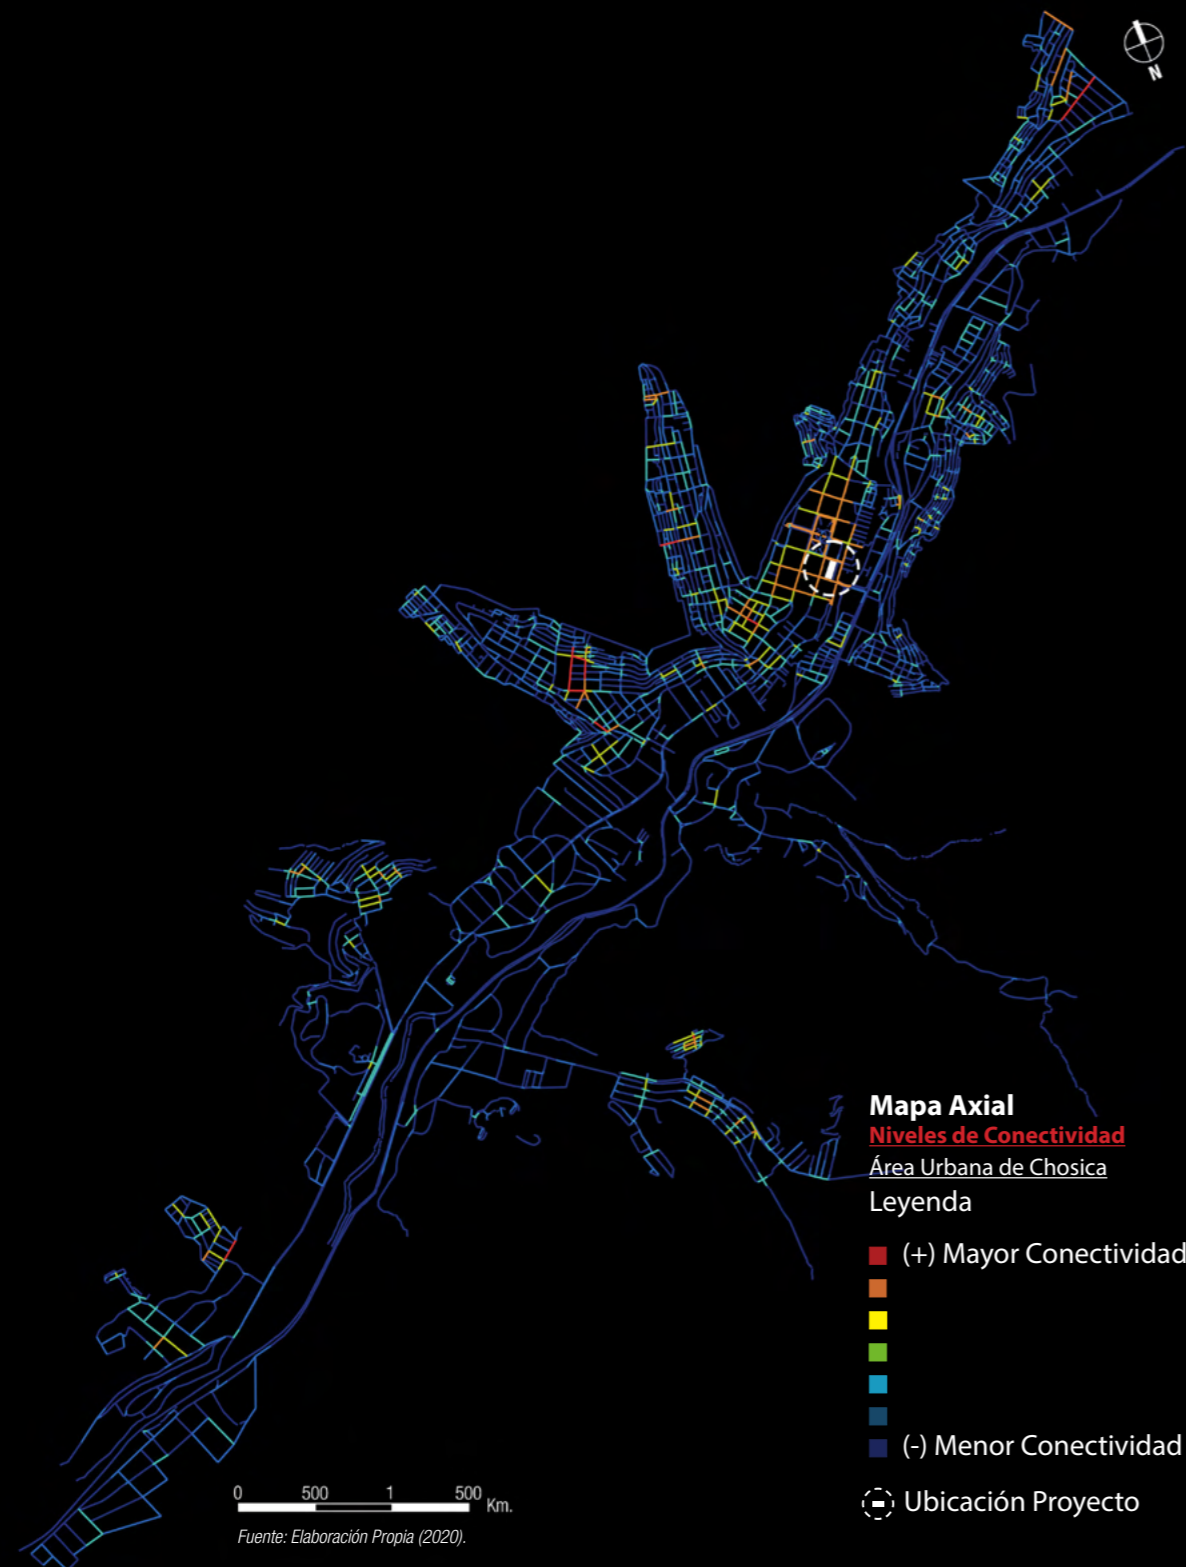 N
Mapa Axial
Niveles de Conectividad
Área Urbana de Chosica
Leyenda
(+) Mayor Conectividad
(-) Menor Conectividad
Ubicación Proyecto
0 500 1 500 Km.
Fuente: Elaboración Propia (2020).